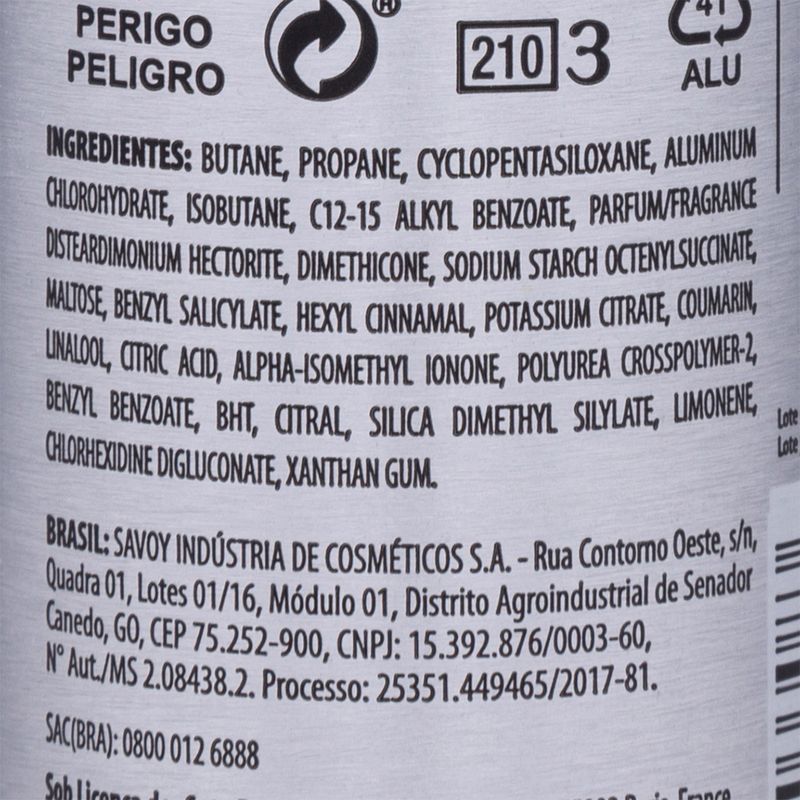 PERIGO
PELIGRO
®
210 3
41
ALU
INGREDIENTES: BUTANE, PROPANE, CYCLOPENTASILOXANE, ALUMINUM
CHLOROHYDRATE, ISOBUTANE, C12-15 ALKYL BENZOATE, PARFUM/FRAGRANCE
DISTEARDIMONIUM HECTORITE, DIMETHICONE, SODIUM STARCH OCTENYLSUCCINATE,
MALTOSE, BENZYL SALICYLATE, HEXYL CINNAMAL, POTASSIUM CITRATE, COUMARIN,
LINALOOL, CITRIC ACID, ALPHA-ISOMETHYL IONONE, POLYUREA CROSSPOLYMER-2,
BENZYL BENZOATE, BHT, CITRAL, SILICA DIMETHYL SILYLATE, LIMONENE,
CHLORHEXIDINE DIGLUCONATE, XANTHAN GUM.
BRASIL: SAVOY INDÚSTRIA DE COSMÉTICOS S.A. - Rua Contorno Oeste, s/n,
Quadra 01, Lotes 01/16, Módulo 01, Distrito Agroindustrial de Senador
Canedo, GO, CEP 75.252-900, CNPJ: 15.392.876/0003-60,
N° Aut./MS 2.08438.2. Processo: 25351.449465/2017-81.
SAC(BRA): 0800 012 6888
Sob Licença
Lote
Lote